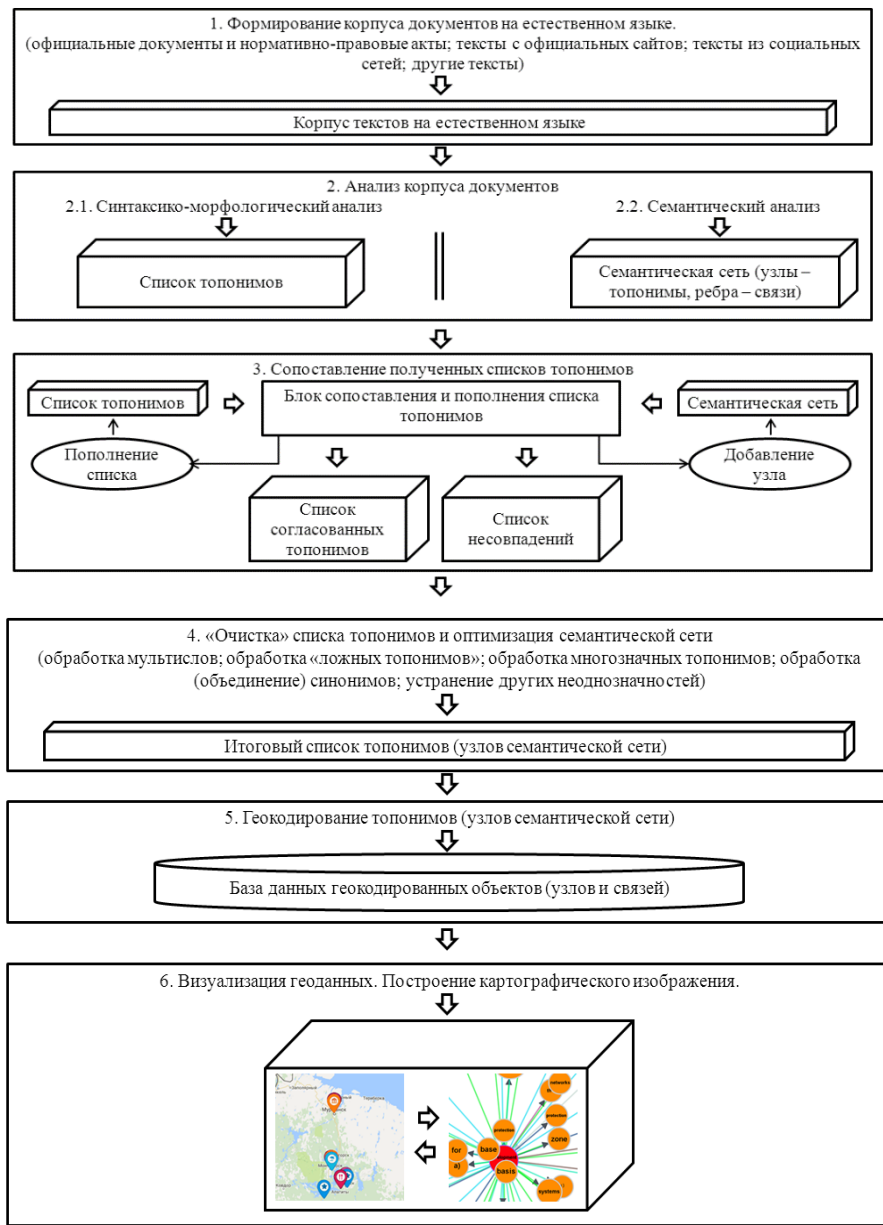 1. Формирование корпуса документов на естественном языке.
(официальные документы и нормативно-правовые акты; тексты с официальных сайтов; тексты из социальных
сетей; другие тексты)
Корпус текстов на естественном языке
2. Анализ корпуса документов
2.1. Синтаксико-морфологический анализ
2.2. Семантический анализ
Список топонимов
Семантическая сеть (узлы –
топонимы, ребра – связи)
3. Сопоставление полученных списков топонимов
Список топонимов
Блок сопоставления и пополнения списка
топонимов
Семантическая сеть
Пополнение
списка
Добавление
узла
Список
согласованных
топонимов
Список
несовпадений
4. «Очистка» списка топонимов и оптимизация семантической сети
(обработка мультислов; обработка «ложных топонимов»; обработка многозначных топонимов; обработка
(объединение) синонимов; устранение других неоднозначностей)
Итоговый список топонимов (узлов семантической сети)
5. Геокодирование топонимов (узлов семантической сети)
База данных геокодированных объектов (узлов и связей)
6. Визуализация геоданных. Построение картографического изображения.
networks
protection
protection
zone
for
base
a)
basis
systems